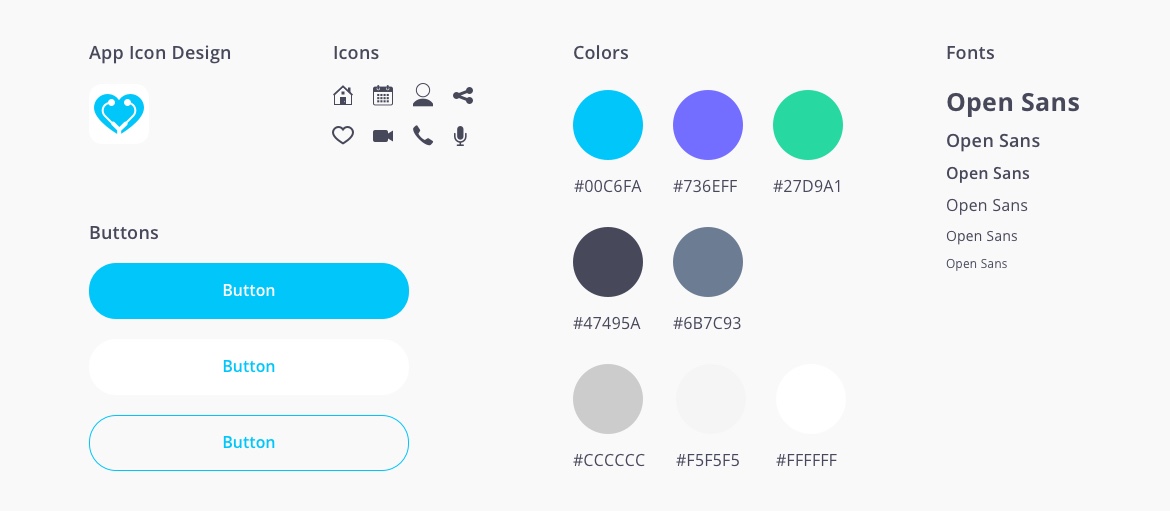 App Icon Design
Icons
Colors
Fonts
#00C6FA
#736EFF
#27D9A1
#47495A
#6B7C93
#CCCCCC
#F5F5F5
#FFFFFF
Open Sans
Open Sans
Open Sans
Open Sans
Open Sans
Open Sans
Buttons
Button
Button
Button